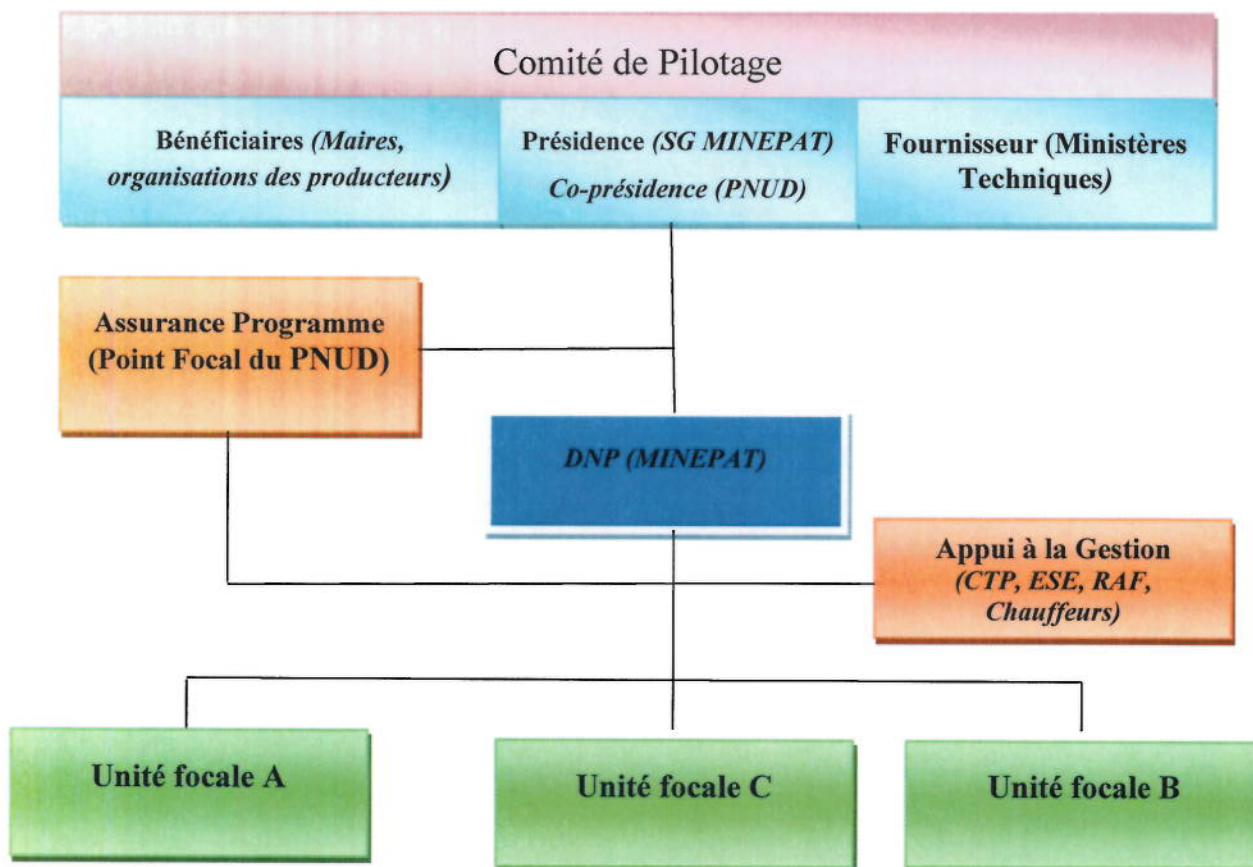 Comité de Pilotage
Bénéficiaires (Maires,
organisations des producteurs)
Présidence (SG MINEPAT)
Co-présidence (PNUD)
Fournisseur (Ministères
Techniques)
Assurance Programme
(Point Focal du PNUD)
DNP (MINEPAT)
Appui à la Gestion
(CTP, ESE, RAF,
Chauffeurs)
Unité focale A
Unité focale C
Unité focale B